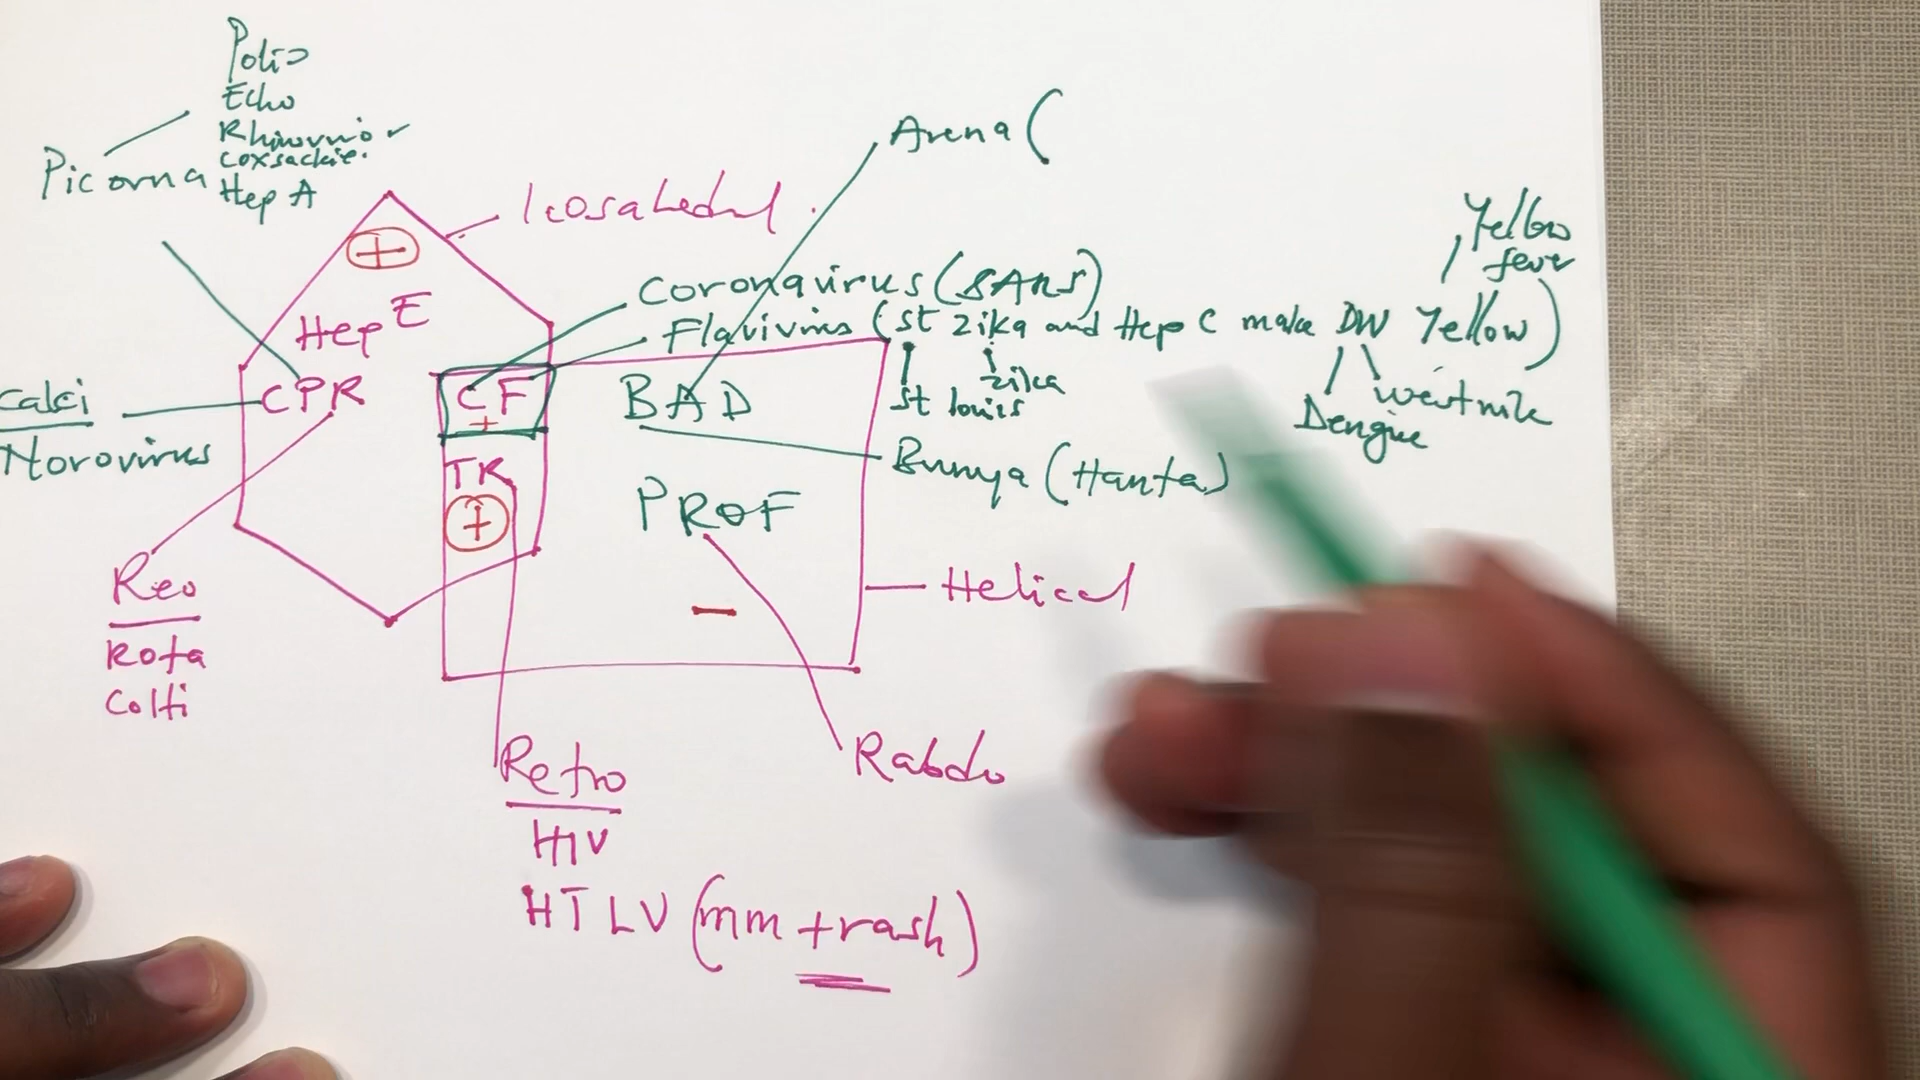 Polio
Echo
Rhinovirus
Coxsackie.
Hep A
Picorna
Arena (
Icosahedral
+
Hep E
CPR
Calci
Norovirus
Reo
Rota
Colti
Coronavirus (SARS)
Flavivirus (St Zika and Hep C make DW Yellow)
Yellow
fever
St louis
Zika
Dengue
westnile
CF
+
TR
+
BAD
PROF
–
Bunya (Hanta)
Helical
Rabdo
Retro
HIV
HTLV (mm + rash)